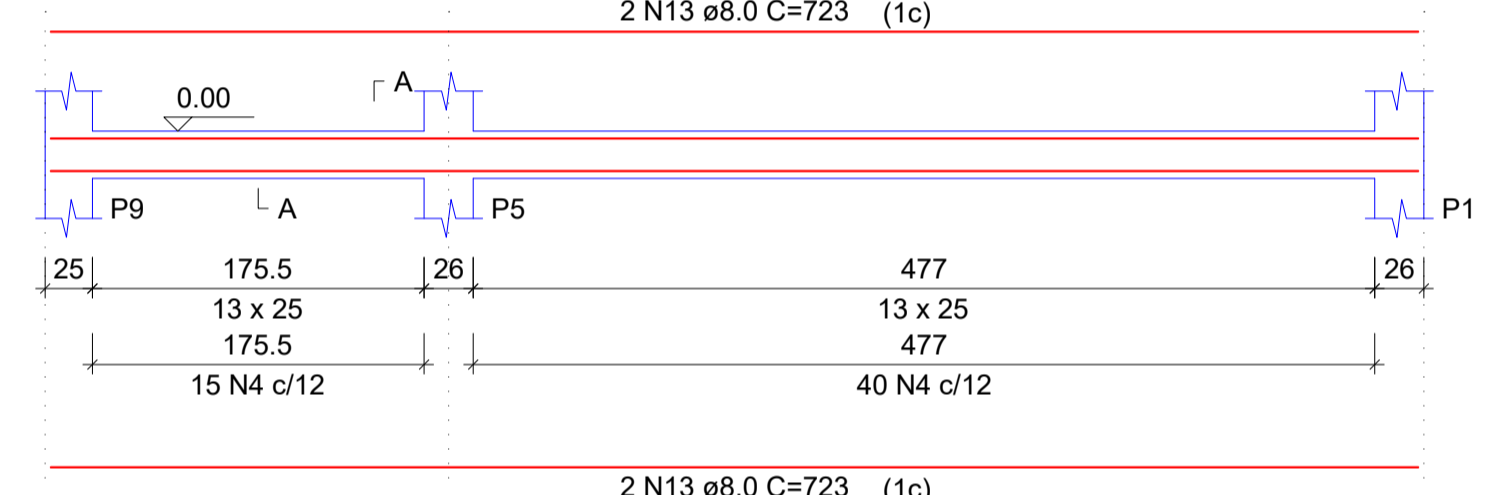 2 N13 ø8.0 C=723 (1c)
A
0.00
P9
A
P5
P1
25 175.5 26 477 26
13 x 25 13 x 25
175.5 477
15 N4 c/12 40 N4 c/12
2 N13 ø8.0 C=723 (1c)